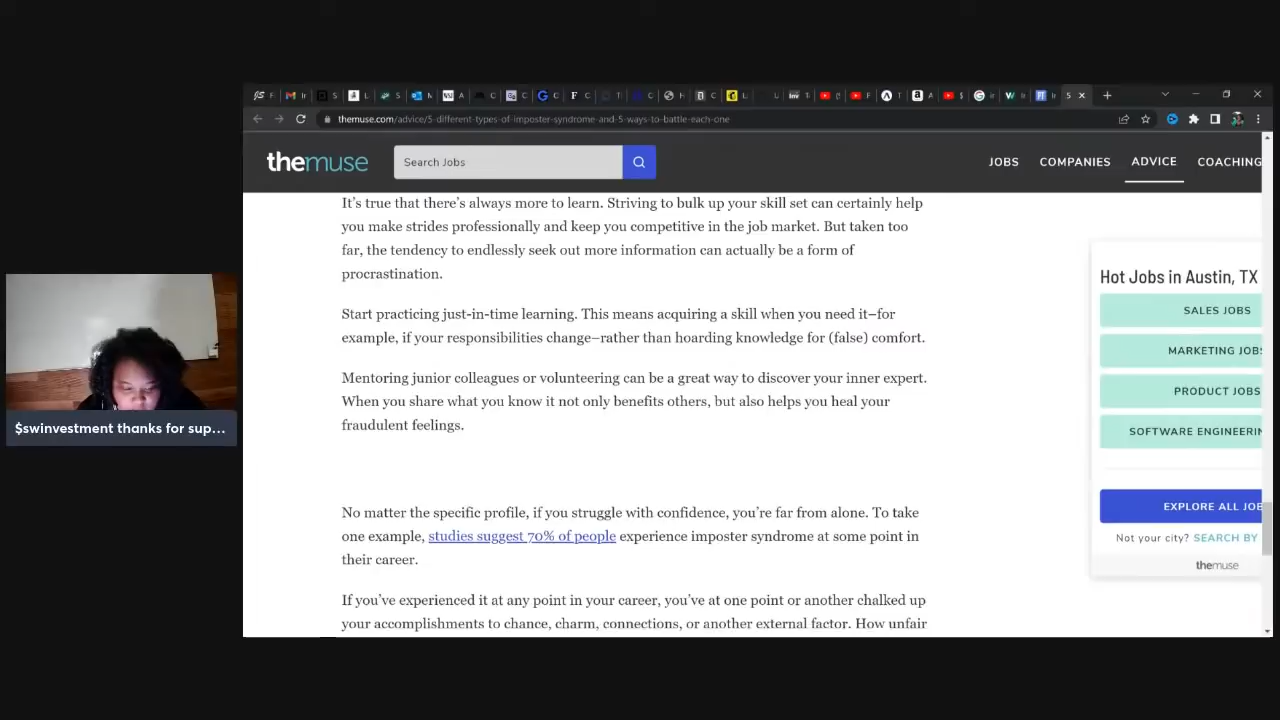 themuse.com/advice/5-different-types-of-imposter-syndrome-and-5-ways-to-battle-each-one
themuse
Search Jobs
JOBS
COMPANIES
ADVICE
COACHING
It’s true that there’s always more to learn. Striving to bulk up your skill set can certainly help
you make strides professionally and keep you competitive in the job market. But taken too
far, the tendency to endlessly seek out more information can actually be a form of
procrastination.
Start practicing just-in-time learning. This means acquiring a skill when you need it–for
example, if your responsibilities change–rather than hoarding knowledge for (false) comfort.
Mentoring junior colleagues or volunteering can be a great way to discover your inner expert.
When you share what you know it not only benefits others, but also helps you heal your
fraudulent feelings.
No matter the specific profile, if you struggle with confidence, you’re far from alone. To take
one example, studies suggest 70% of people experience imposter syndrome at some point in
their career.
If you’ve experienced it at any point in your career, you’ve at one point or another chalked up
your accomplishments to chance, charm, connections, or another external factor. How unfair
Hot Jobs in Austin, TX
SALES JOBS
MARKETING JOBS
PRODUCT JOBS
SOFTWARE ENGINEERIN
EXPLORE ALL JOB
Not your city? SEARCH BY
themuse
$swinvestment thanks for sup...